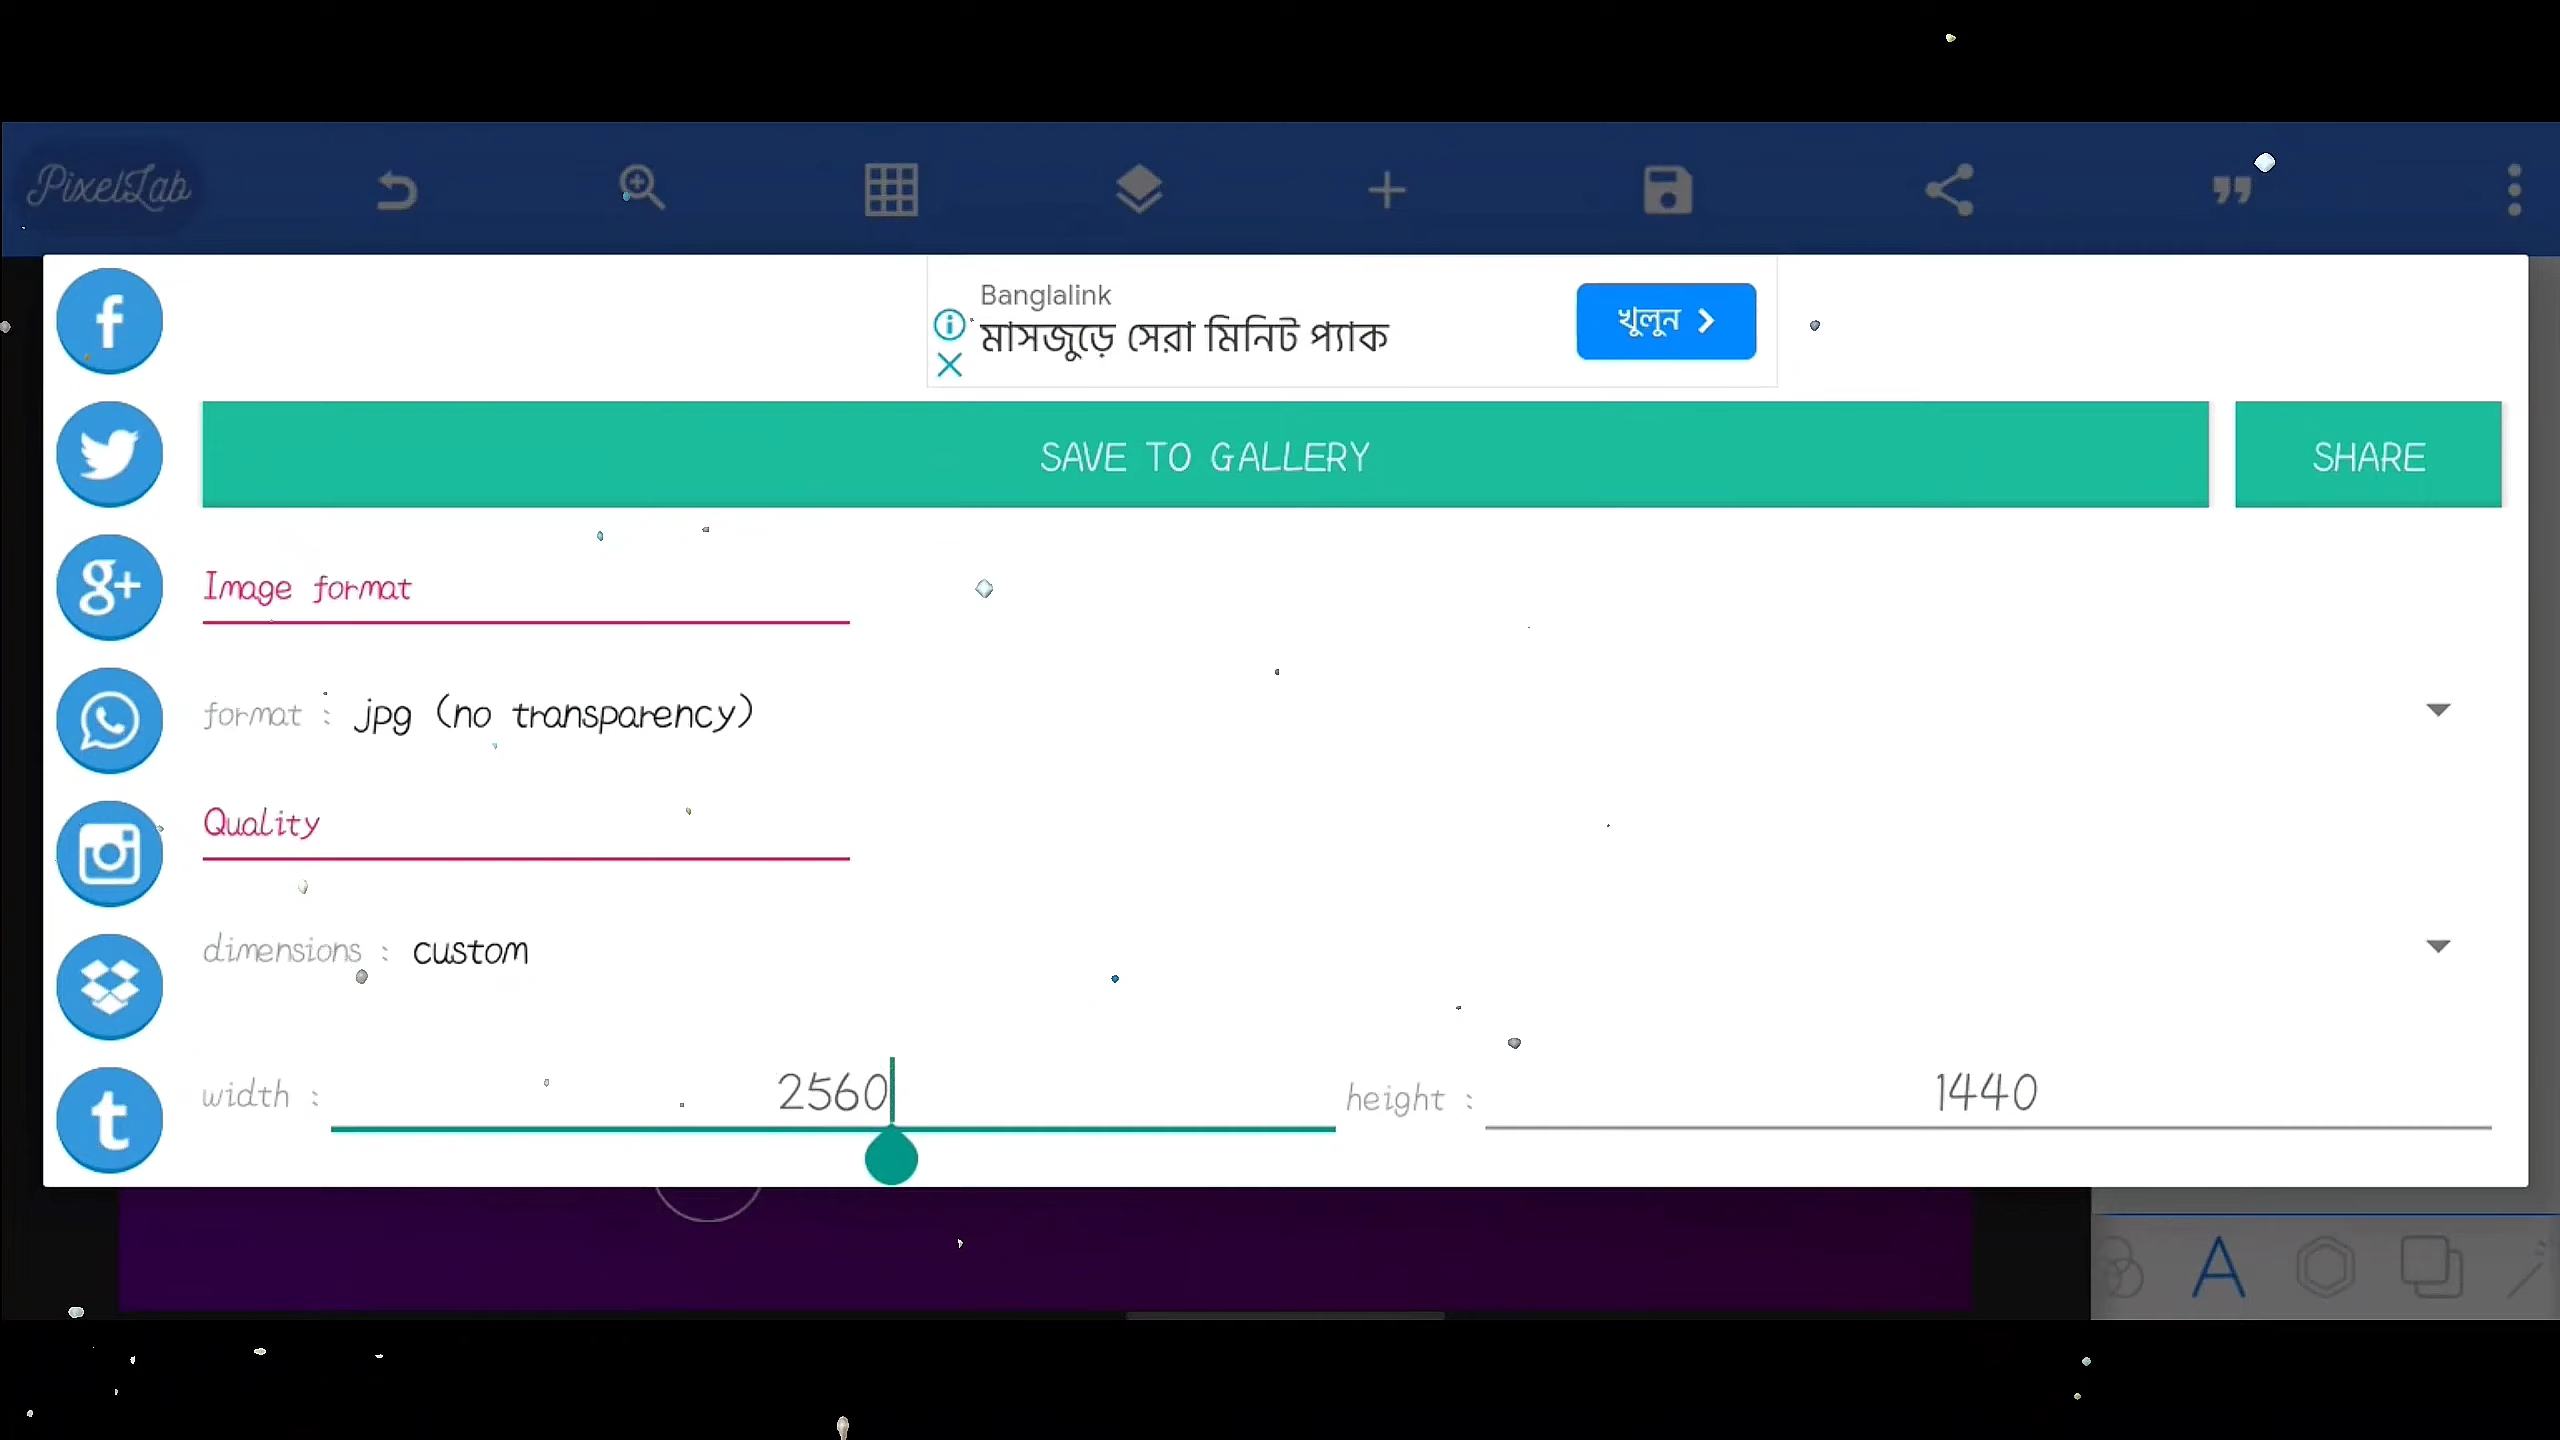 PixelLab
Banglalink
মাসজুড়ে সেরা মিনিট প্যাক
খুলুন
SAVE TO GALLERY
SHARE
Image format
format : jpg (no transparency)
Quality
dimensions : custom
width : 2560
height : 1440